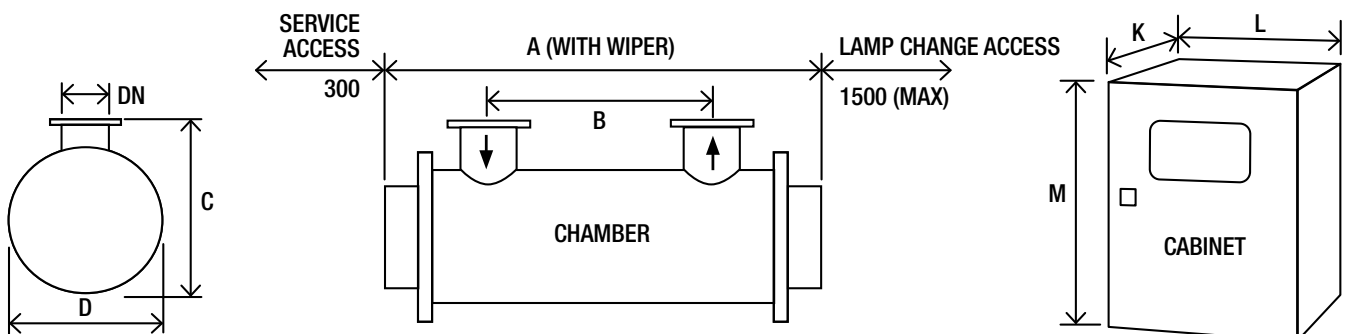 SERVICE
ACCESS
300
A (WITH WIPER)
LAMP CHANGE ACCESS
1500 (MAX)
DN
C
D
B
CHAMBER
K
L
M
CABINET